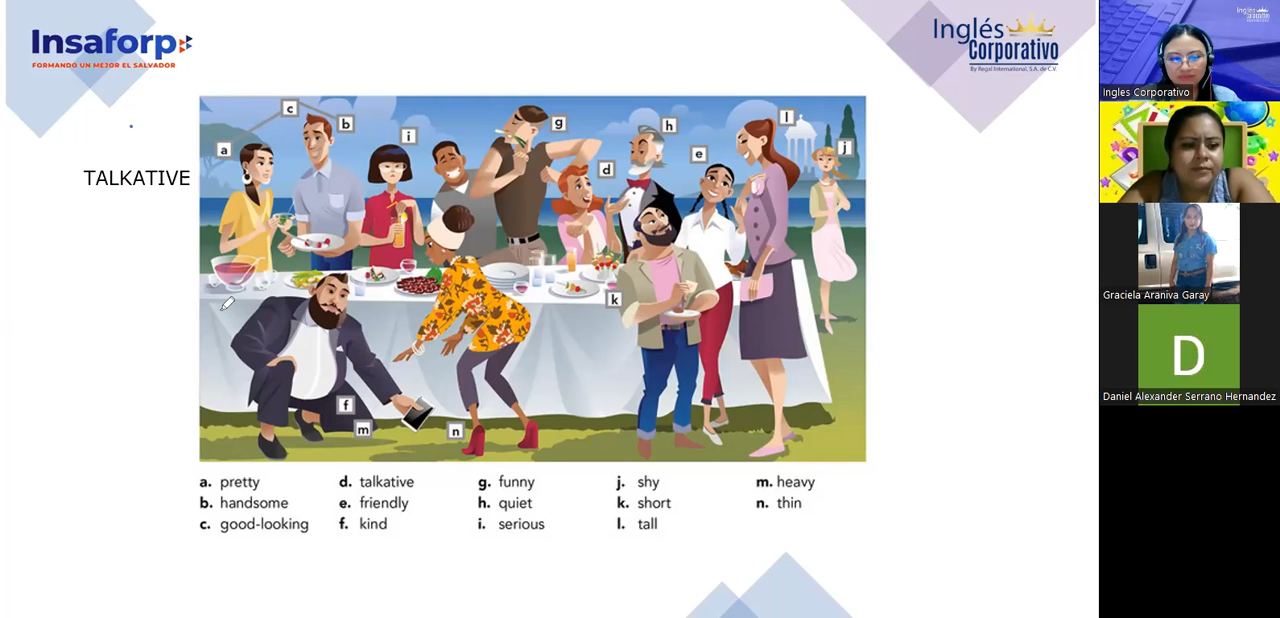 Insaforp
FORMANDO UN MEJOR EL SALVADOR
Inglés
Corporativo
By Regal International, S.A. de C.V.
TALKATIVE
a
c
b
i
g
h
e
d
l
j
k
f
m
n
a. pretty
b. handsome
c. good-looking
d. talkative
e. friendly
f. kind
g. funny
h. quiet
i. serious
j. shy
k. short
l. tall
m. heavy
n. thin
Ingles Corporativo
Graciela Araniva Garay
D
Daniel Alexander Serrano Hernandez